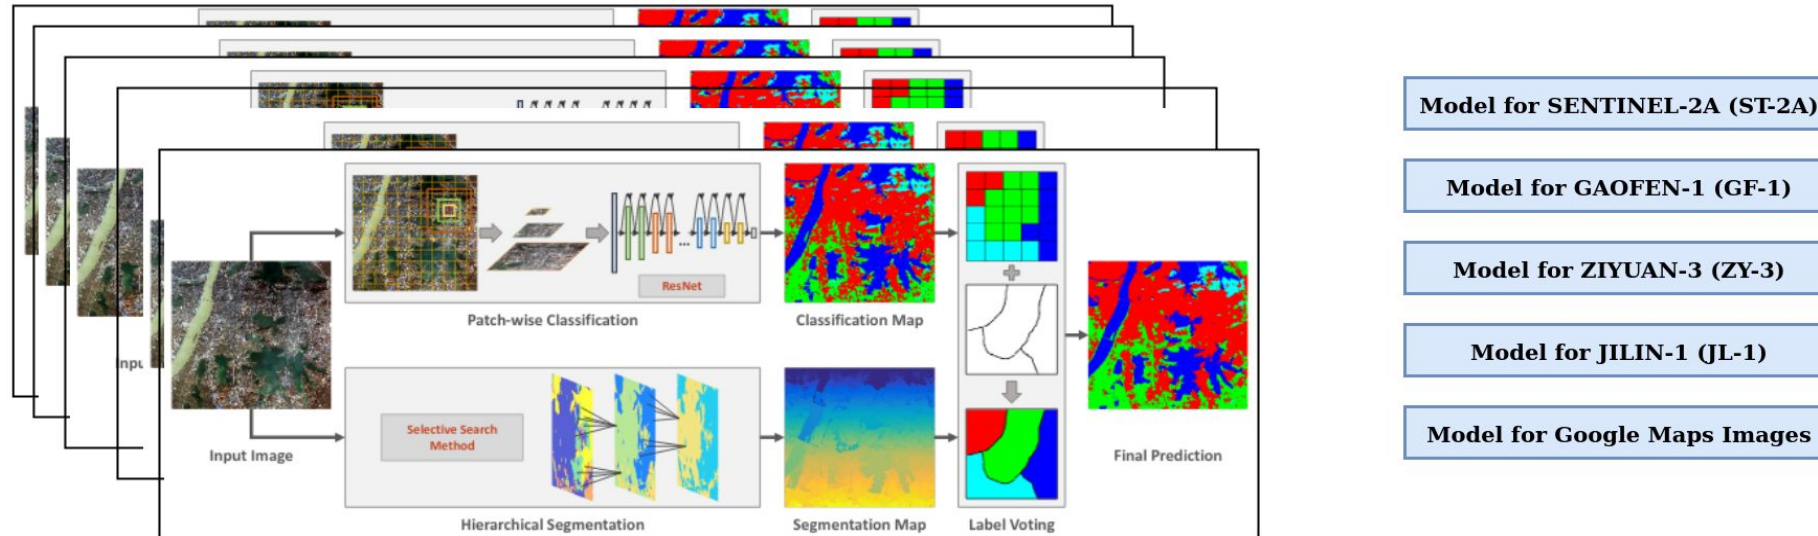 ResNet
Patch-wise Classification
Classification Map
Inpu
Input Image
Selective Search
Method
Hierarchical Segmentation
Segmentation Map
Label Voting
Final Prediction
Model for SENTINEL-2A (ST-2A)
Model for GAOFEN-1 (GF-1)
Model for ZIYUAN-3 (ZY-3)
Model for JILIN-1 (JL-1)
Model for Google Maps Images